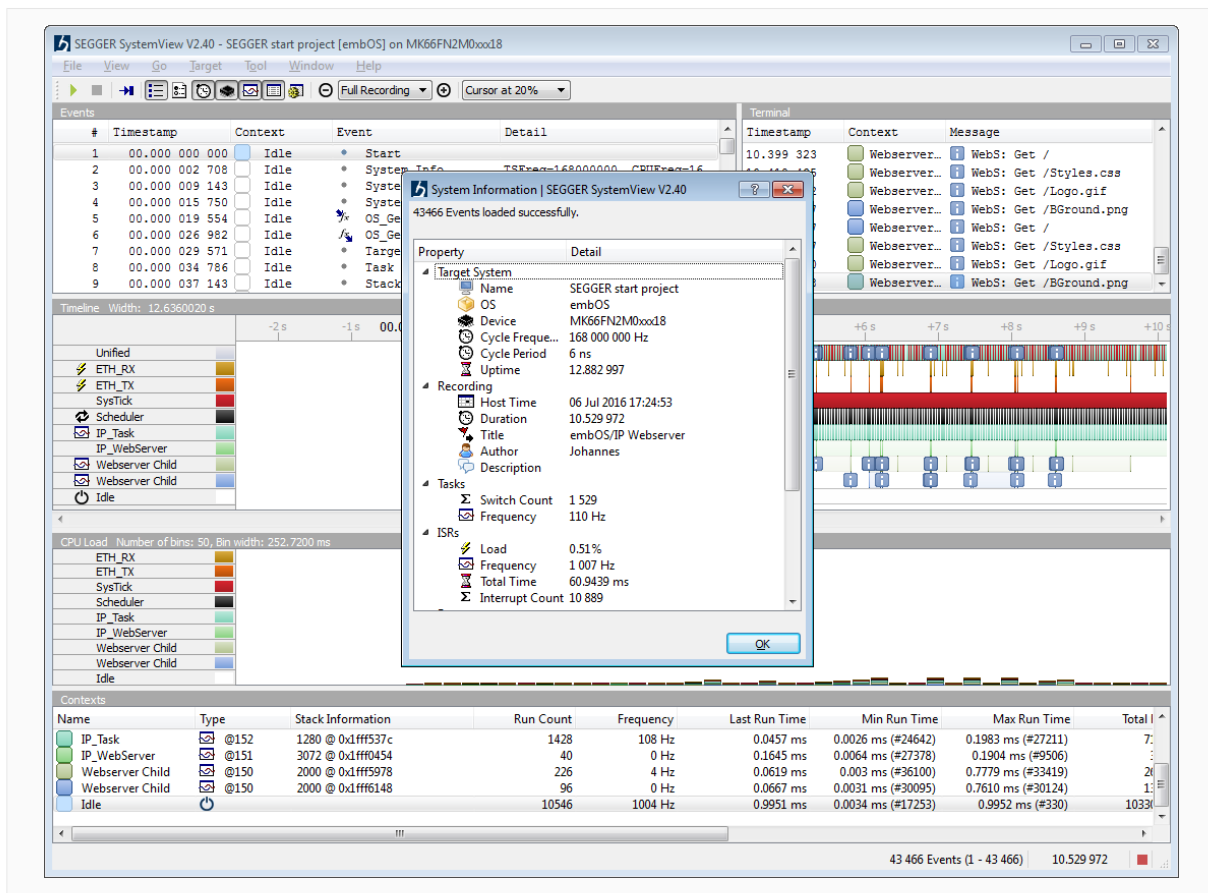 SEGGER SystemView V2.40 - SEGGER start project [embOS] on MK66FN2M0xxx18
File View Go Target Tool Window Help
Full Recording Cursor at 20%
Events
# Timestamp Context Event Detail
1 00.000 000 000 Idle Start
2 00.000 002 708 Idle System Info TSFreq=168000000, CPUFreq=16
3 00.000 009 143 Idle Syste
4 00.000 015 750 Idle Syste
5 00.000 019 554 Idle OS_Ge
6 00.000 026 982 Idle OS_Ge
7 00.000 029 571 Idle Targe
8 00.000 034 786 Idle Task
9 00.000 037 143 Idle Stack
Terminal
Timestamp Context Message
10.399 323 Webserver... WebS: Get /
Webserver... WebS: Get /Styles.css
Webserver... WebS: Get /Logo.gif
Webserver... WebS: Get /BGround.png
Webserver... WebS: Get /
Webserver... WebS: Get /Styles.css
Webserver... WebS: Get /Logo.gif
Webserver... WebS: Get /BGround.png
System Information | SEGGER SystemView V2.40
43466 Events loaded successfully.
Property Detail
Target System
Name SEGGER start project
OS embOS
Device MK66FN2M0xxx18
Cycle Freque... 168 000 000 Hz
Cycle Period 6 ns
Uptime 12.882 997
Recording
Host Time 06 Jul 2016 17:24:53
Duration 10.529 972
Title embOS/IP Webserver
Author Johannes
Description
Tasks
Switch Count 1 529
Frequency 110 Hz
ISRs
Load 0.51%
Frequency 1 007 Hz
Total Time 60.9439 ms
Interrupt Count 10 889
OK
Timeline Width: 12.6360020 s
-2 s -1 s 00.0 +6 s +7 s +8 s +9 s +10 s
Unified
ETH_RX
ETH_TX
SysTick
Scheduler
IP_Task
IP_WebServer
Webserver Child
Webserver Child
Idle
CPU Load Number of bins: 50, Bin width: 252.7200 ms
ETH_RX
ETH_TX
SysTick
Scheduler
IP_Task
IP_WebServer
Webserver Child
Webserver Child
Idle
Contexts
Name Type Stack Information Run Count Frequency Last Run Time Min Run Time Max Run Time Total
IP_Task @152 1280 @ 0x1fff537c 1428 108 Hz 0.0457 ms 0.0026 ms (#24642) 0.1983 ms (#27211)
IP_WebServer @151 3072 @ 0x1fff0454 40 0 Hz 0.1645 ms 0.0064 ms (#27378) 0.1904 ms (#9506)
Webserver Child @150 2000 @ 0x1fff5978 226 4 Hz 0.0619 ms 0.003 ms (#36100) 0.7779 ms (#33419)
Webserver Child @150 2000 @ 0x1fff6148 96 0 Hz 0.0667 ms 0.0031 ms (#30095) 0.7610 ms (#30124)
Idle 10546 1004 Hz 0.9951 ms 0.0034 ms (#17253) 0.9952 ms (#330) 1033
43 466 Events (1 - 43 466) 10.529 972